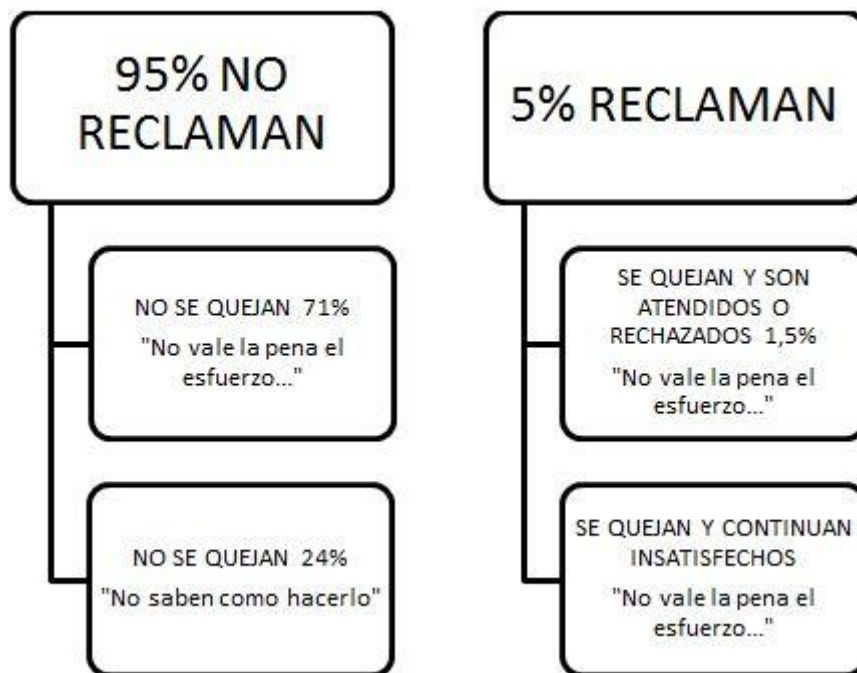 95% NO
RECLAMAN
NO SE QUEJAN 71%
"No vale la pena el
esfuerzo..."
NO SE QUEJAN 24%
"No saben como hacerlo"
5% RECLAMAN
SE QUEJAN Y SON
ATENDIDOS O
RECHAZADOS 1,5%
"No vale la pena el
esfuerzo..."
SE QUEJAN Y CONTINUAN
INSATISFECHOS
"No vale la pena el
esfuerzo..."